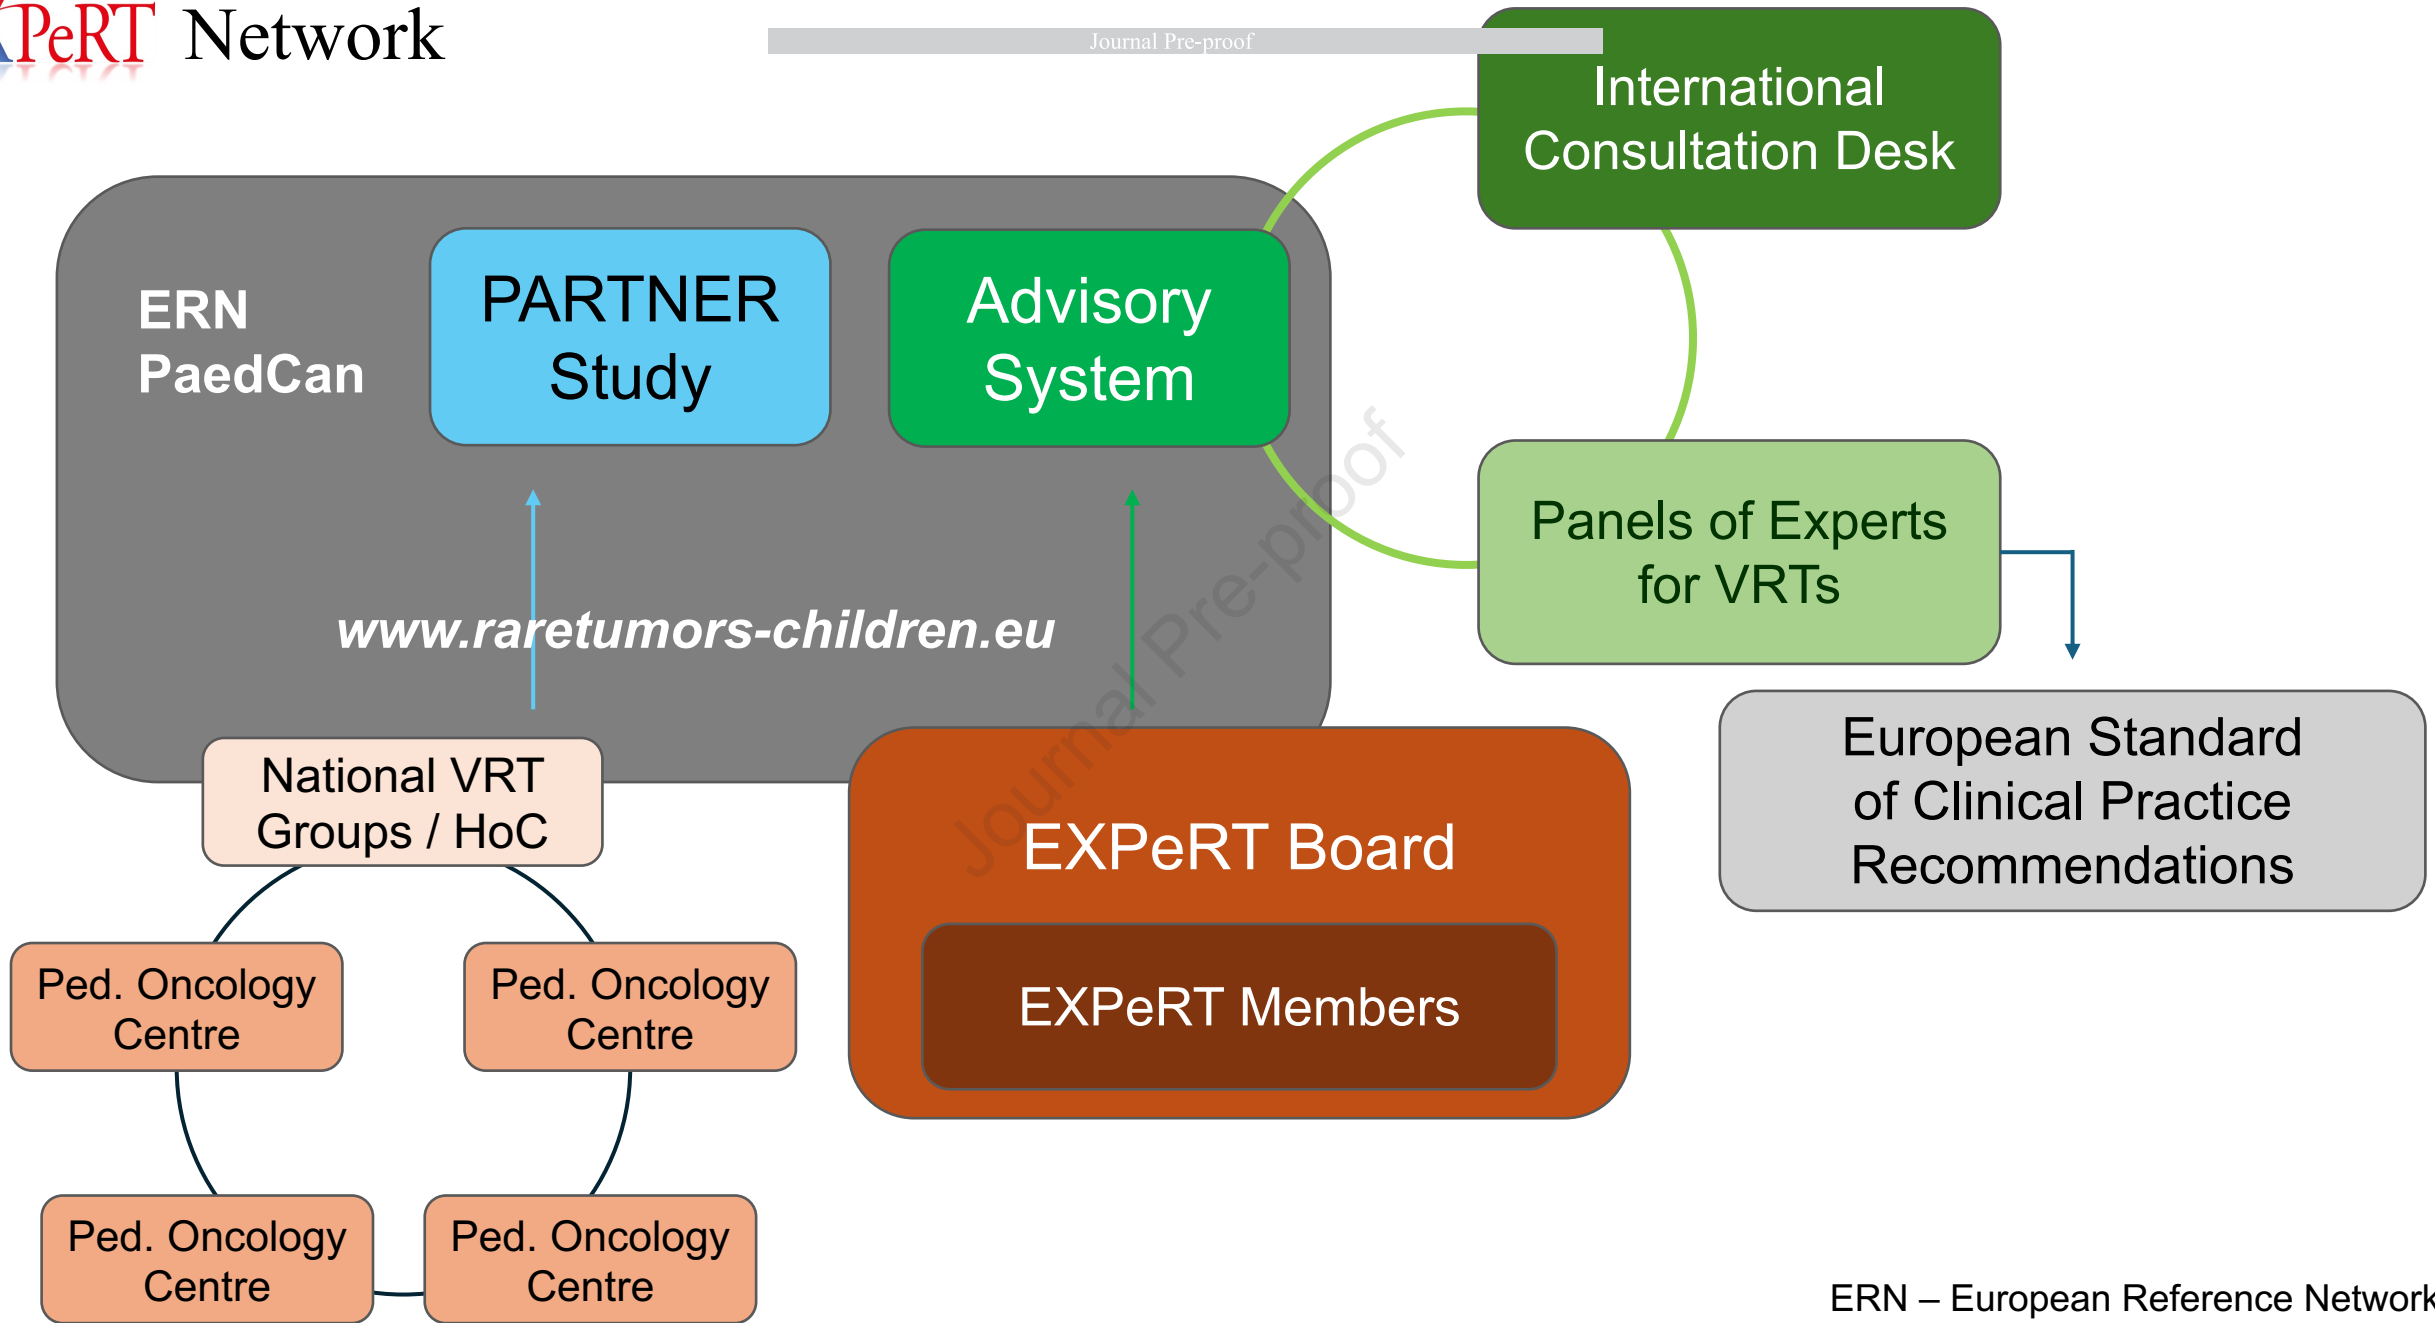 XPeRT Network
Journal Pre-proof
International
Consultation Desk
ERN
PaedCan
PARTNER
Study
Advisory
System
Panels of Experts
for VRTs
www.raretumors-children.eu
Journal Pre-proof
European Standard
of Clinical Practice
Recommendations
National VRT
Groups / HoC
EXPeRT Board
EXPeRT Members
Ped. Oncology
Centre
Ped. Oncology
Centre
Ped. Oncology
Centre
Ped. Oncology
Centre
ERN – European Reference Network